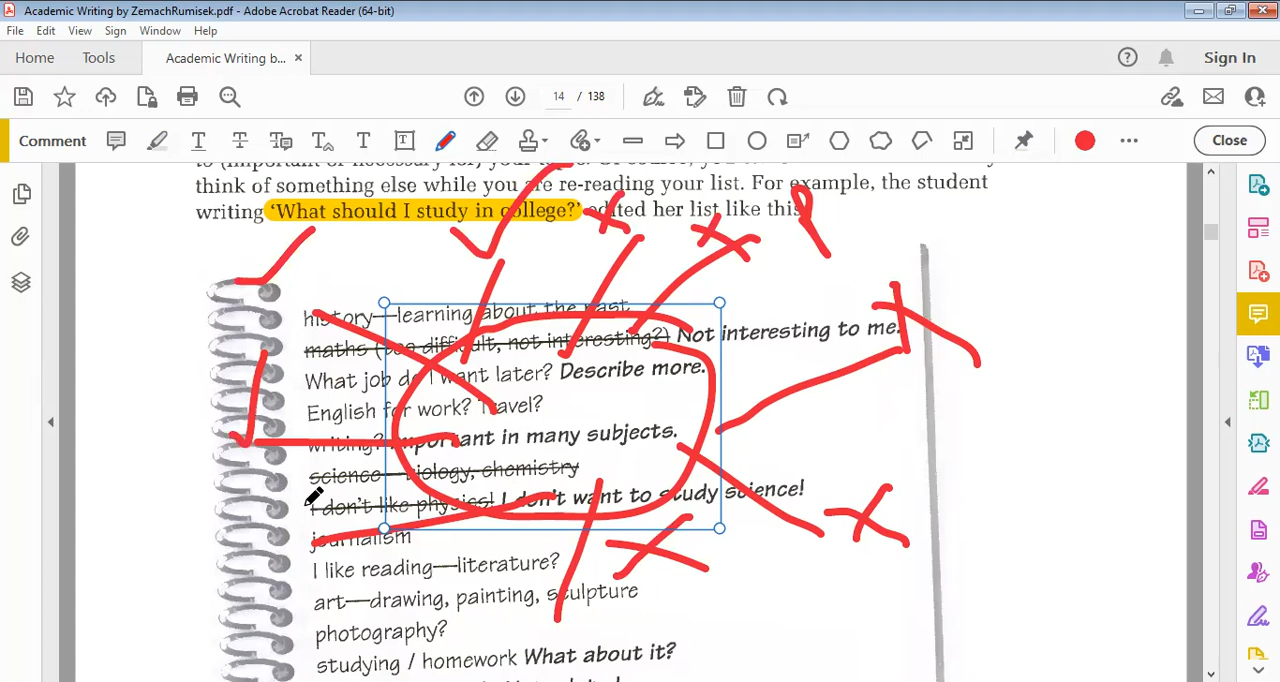 Academic Writing by ZemachRumisek.pdf - Adobe Acrobat Reader (64-bit)
File Edit View Sign Window Help
Home Tools Academic Writing b... × Sign In
14 / 138
Comment Close
think of something else while you are re-reading your list. For example, the student
writing 'What should I study in college?' edited her list like this
history—learning about the past
maths (too difficult, not interesting?) Not interesting to me.
What job do I want later? Describe more.
English for work? Travel?
writing? Important in many subjects.
science—biology, chemistry
I don't like physics! I don't want to study science!
journalism
I like reading—literature?
art—drawing, painting, sculpture
photography?
studying / homework What about it?